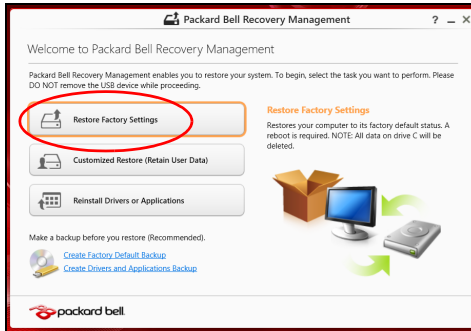 Packard Bell Recovery Management
? – X
Welcome to Packard Bell Recovery Management
Packard Bell Recovery Management enables you to restore your system. To begin, select the task you want to perform. Please
DO NOT remove the USB device while proceeding.
Restore Factory Settings
Customized Restore (Retain User Data)
Reinstall Drivers or Applications
Restore Factory Settings
Restores your computer to its factory default status. A
reboot is required. NOTE: All data on drive C will be
deleted.
Make a backup before you restore (Recommended).
Create Factory Default Backup
Create Drivers and Applications Backup
packard bell